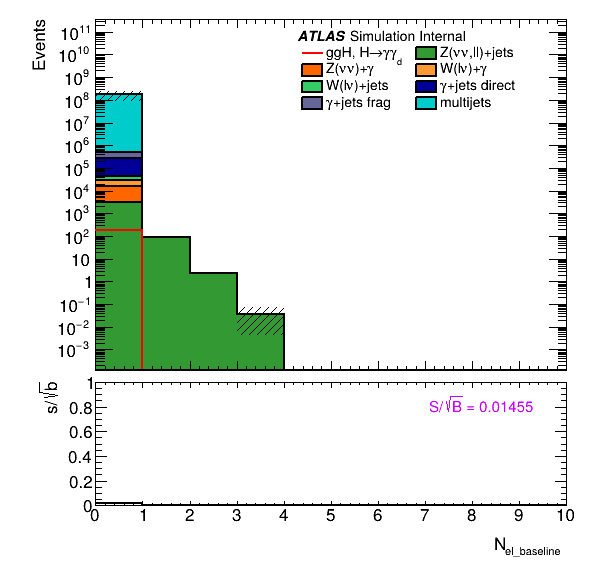 Events
ATLAS Simulation Internal
ggH, H→γγ_d
Z(νν,ll)+jets
Z(νν)+γ
W(lν)+γ
W(lν)+jets
γ+jets direct
γ+jets frag
multijets
10^11
10^10
10^9
10^8
10^7
10^6
10^5
10^4
10^3
10^2
10
1
10^−1
10^−2
10^−3
s/√b
S/√B = 0.01455
1
0.8
0.6
0.4
0.2
0
0 1 2 3 4 5 6 7 8 9 10
N_el_baseline